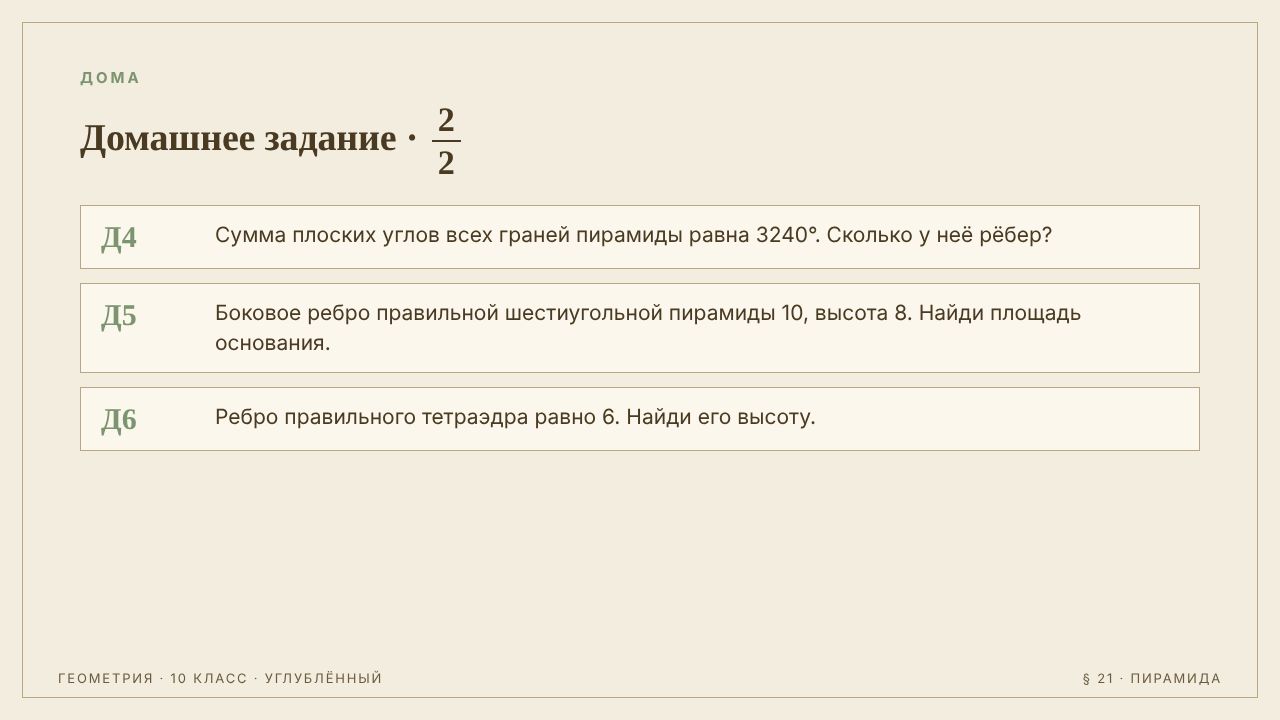 ДОМА
Домашнее задание · 2/2
Д4
Сумма плоских углов всех граней пирамиды равна 3240°. Сколько у неё рёбер?
Д5
Боковое ребро правильной шестиугольной пирамиды 10, высота 8. Найди площадь
основания.
Д6
Ребро правильного тетраэдра равно 6. Найди его высоту.
ГЕОМЕТРИЯ · 10 КЛАСС · УГЛУБЛЁННЫЙ
§ 21 · ПИРАМИДА